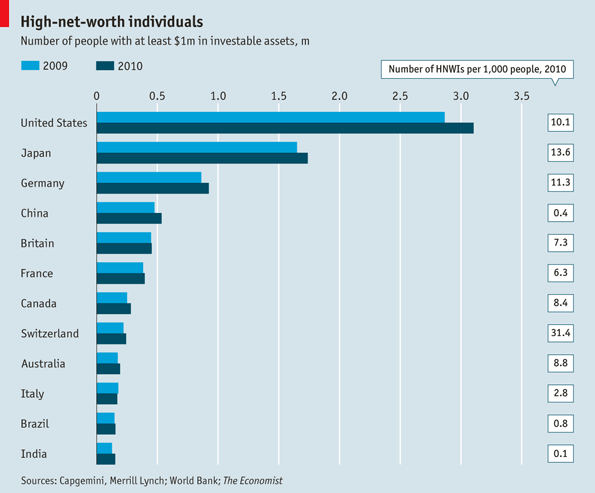 High-net-worth individuals
Number of people with at least $1m in investable assets, m
2009 2010
Number of HNWIs per 1,000 people, 2010
0 0.5 1.0 1.5 2.0 2.5 3.0 3.5
United States 10.1
Japan 13.6
Germany 11.3
China 0.4
Britain 7.3
France 6.3
Canada 8.4
Switzerland 31.4
Australia 8.8
Italy 2.8
Brazil 0.8
India 0.1
Sources: Capgemini, Merrill Lynch; World Bank; The Economist